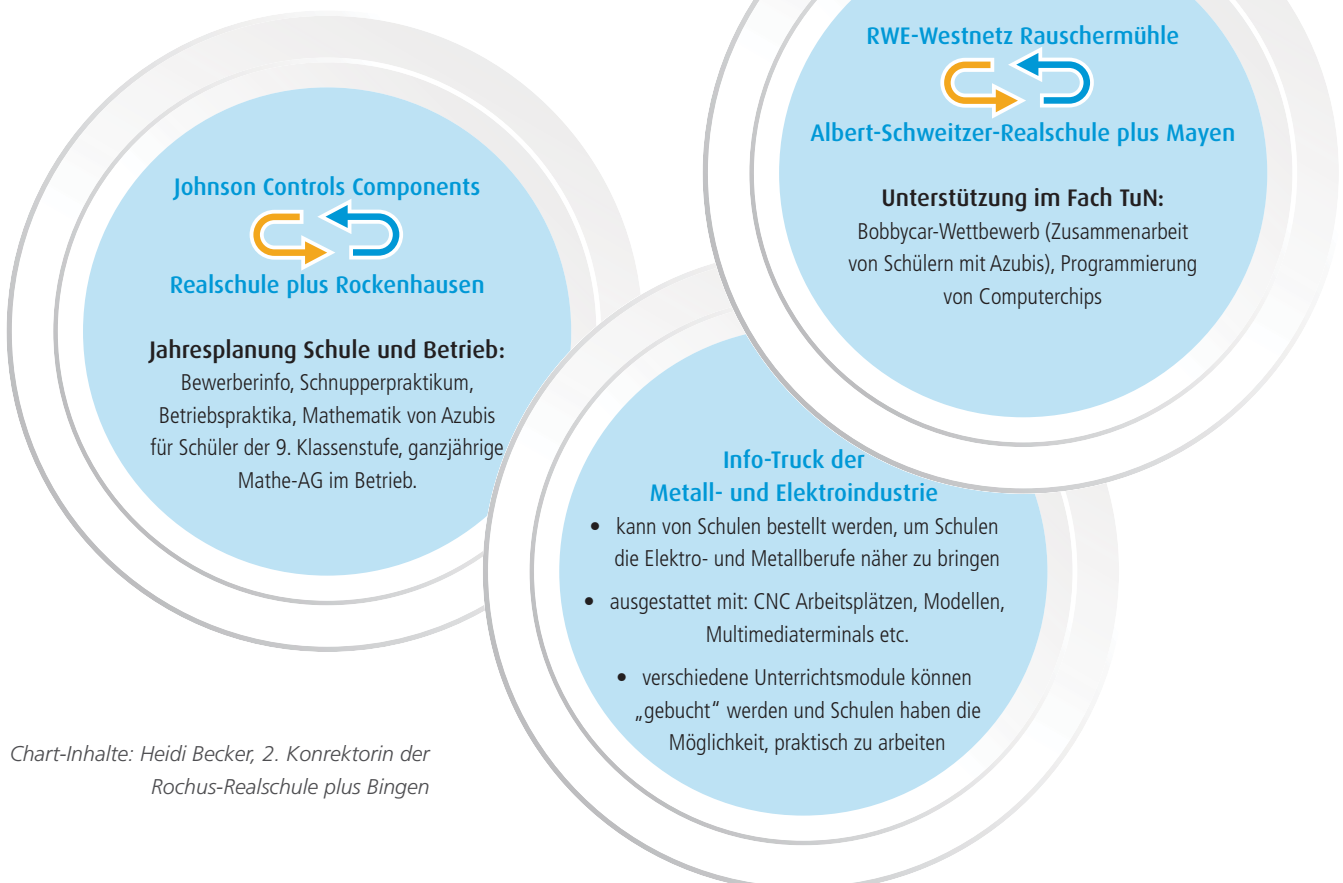 RWE-Westnetz Rauschermühle
Albert-Schweitzer-Realschule plus Mayen
Unterstützung im Fach TuN:
Bobbycar-Wettbewerb (Zusammenarbeit
von Schülern mit Azubis), Programmierung
von Computerchips
Johnson Controls Components
Realschule plus Rockenhausen
Jahresplanung Schule und Betrieb:
Bewerberinfo, Schnupperpraktikum,
Betriebspraktika, Mathematik von Azubis
für Schüler der 9. Klassenstufe, ganzjährige
Mathe-AG im Betrieb.
Info-Truck der
Metall- und Elektroindustrie
• kann von Schulen bestellt werden, um Schulen
die Elektro- und Metallberufe näher zu bringen
• ausgestattet mit: CNC Arbeitsplätzen, Modellen,
Multimediaterminals etc.
• verschiedene Unterrichtsmodule können
„gebucht“ werden und Schulen haben die
Möglichkeit, praktisch zu arbeiten
Chart-Inhalte: Heidi Becker, 2. Konrektorin der
Rochus-Realschule plus Bingen